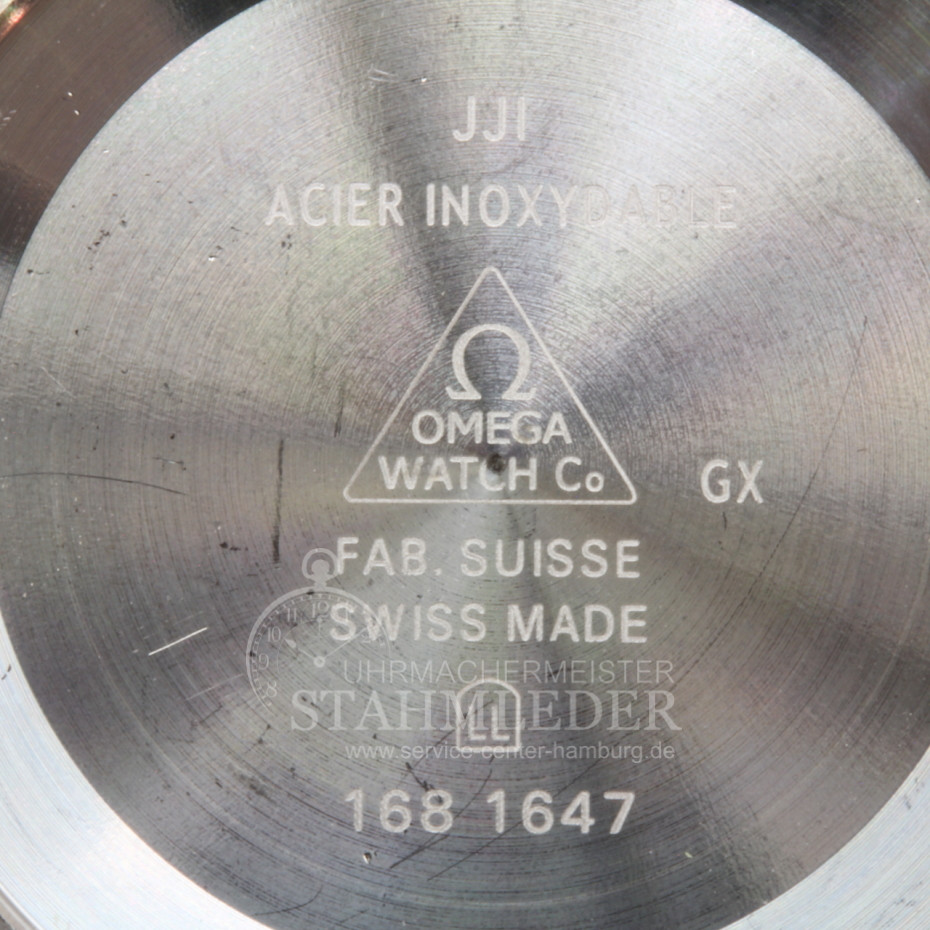 JJI
ACIER INOXYDABLE
Ω
OMEGA
WATCH Co
GX
FAB. SUISSE
SWISS MADE
UHRMACHERMEISTER
STAHMLEDER
LL
www.service-center-hamburg.de
168 1647